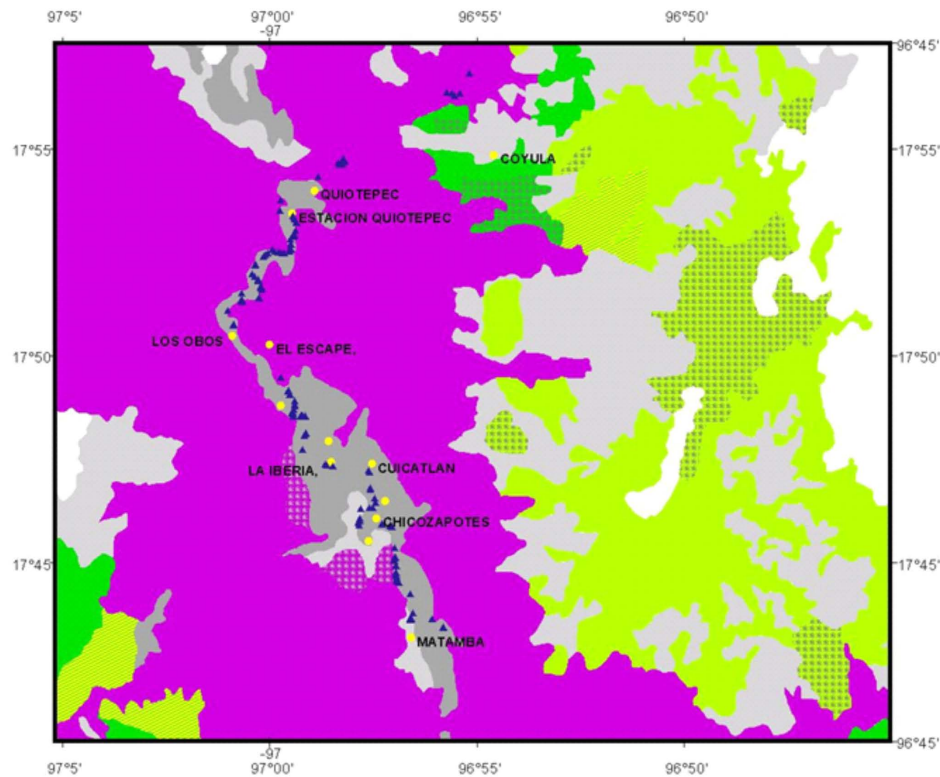 97°5' 97°00' 96°55' 96°50'
-97
96°45'
17°55' 17°55'
COYULA
QUIOTEPEC
ESTACION QUIOTEPEC
LOS OBOS
EL ESCAPE,
17°50' 17°50'
LA IBERIA,
CUICATLAN
CHICOZAPOTES
17°45' 17°45'
MATAMBA
96°45'
-97
97°5' 97°00' 96°55' 96°50'